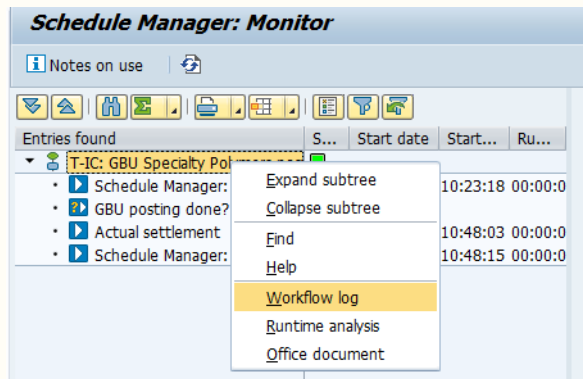 Schedule Manager: Monitor
Notes on use
Entries found S... Start date Start... Ru...
T-IC: GBU Specialty
Schedule Manager: 10:23:18 00:00:0
GBU posting done?
Actual settlement 10:48:03 00:00:0
Schedule Manager: 10:48:15 00:00:0
Expand subtree
Collapse subtree
Find
Help
Workflow log
Runtime analysis
Office document